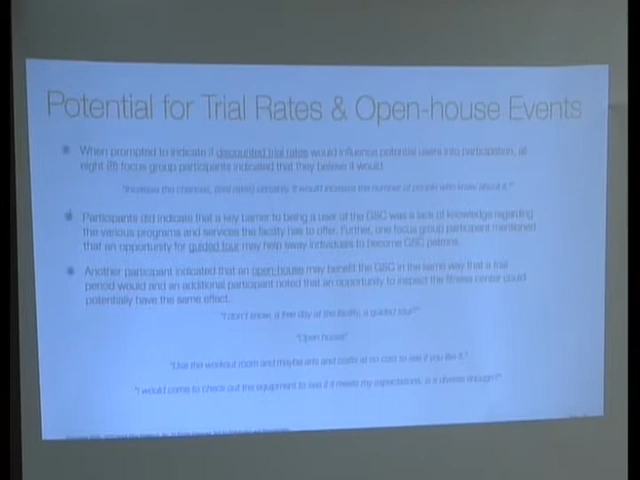 Potential for Trial Rates & Open-house Events
When prompted to indicate if discounted trial rates would influence potential users into participation, all
eight (8) focus group participants indicated that they believe it would.
"Increase the chances, (trial rates) certainly. It would increase the number of people who know about it."
Participants did indicate that a key barrier to being a user of the GSC was a lack of knowledge regarding
the various programs and services the facility has to offer. Further, one focus group participant mentioned
that an opportunity for guided tour may help sway individuals to become GSC patrons.
Another participant indicated that an open-house may benefit the GSC in the same way that a trial
period would and an additional participant noted that an opportunity to inspect the fitness center could
potentially have the same effect.
"I don't know, a free day at the facility, a guided tour"
"Open house"
"Use the workout room and maybe arts and crafts at no cost to see if you like it."
"I would come to check out the equipment to see if it meets my expectations, is it diverse enough?"